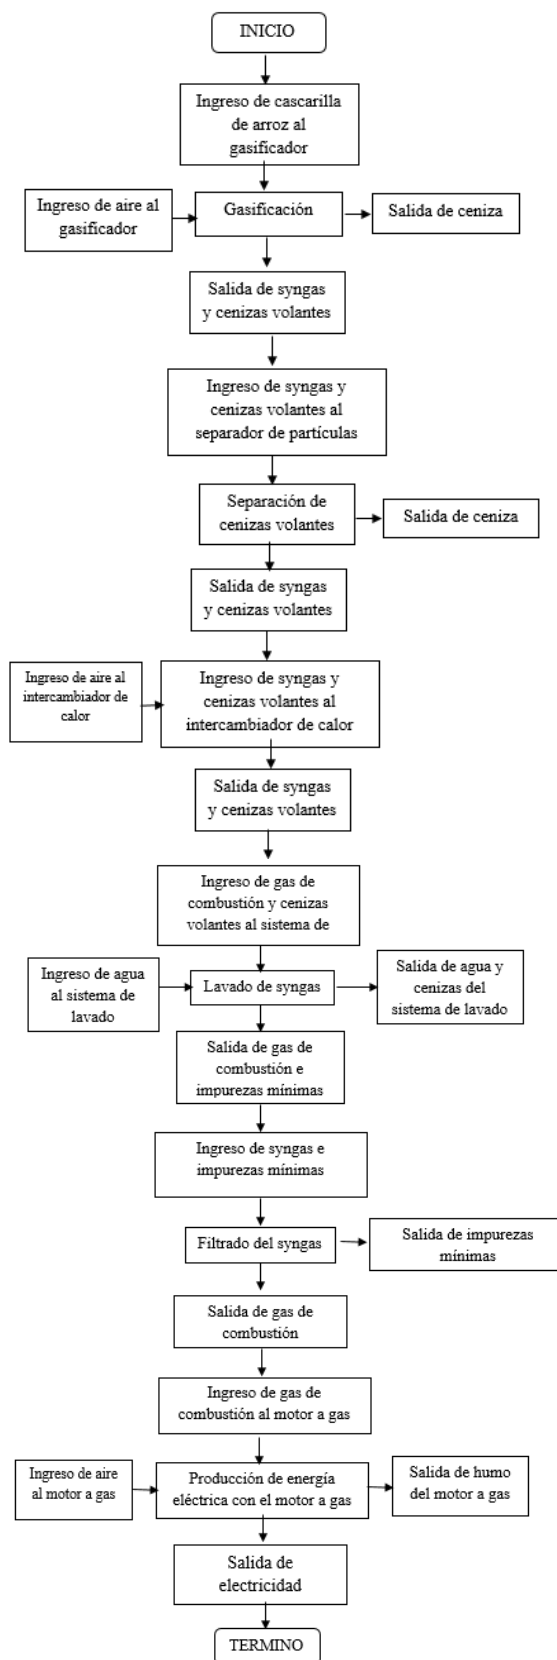 INICIO
Ingreso de cascarilla
de arroz al
gasificador
Ingreso de aire al
gasificador
Gasificación
Salida de ceniza
Salida de syngas
y cenizas volantes
Ingreso de syngas y
cenizas volantes al
separador de partículas
Separación de
cenizas volantes
Salida de ceniza
Salida de syngas
y cenizas volantes
Ingreso de aire al
intercambiador de
calor
Ingreso de syngas y
cenizas volantes al
intercambiador de calor
Salida de syngas
y cenizas volantes
Ingreso de gas de
combustión y cenizas
volantes al sistema de
Ingreso de agua
al sistema de
lavado
Lavado de syngas
Salida de agua y
cenizas del
sistema de lavado
Salida de gas de
combustión e
impurezas mínimas
Ingreso de syngas e
impurezas mínimas
Filtrado del syngas
Salida de impurezas
mínimas
Salida de gas de
combustión
Ingreso de gas de
combustión al motor a gas
Ingreso de aire
al motor a gas
Producción de energía
eléctrica con el motor a gas
Salida de humo
del motor a gas
Salida de
electricidad
TERMINO